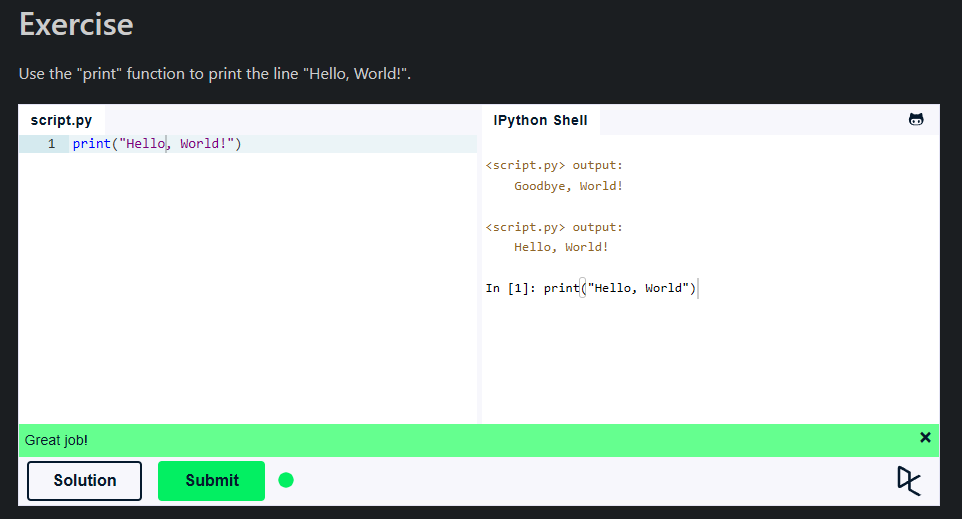 Exercise
Use the "print" function to print the line "Hello, World!".
script.py
1 print("Hello, World!")
IPython Shell
<script.py> output:
    Goodbye, World!
<script.py> output:
    Hello, World!
In [1]: print("Hello, World")
Great job!
Solution
Submit